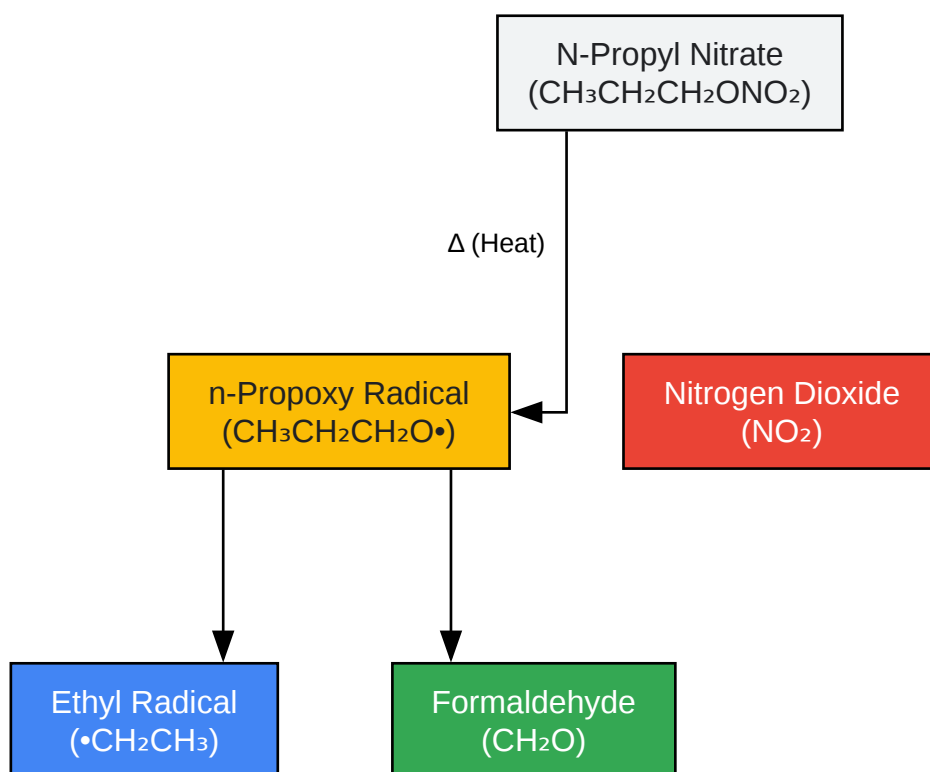 N-Propyl Nitrate
(CH₃CH₂CH₂ONO₂)
Δ (Heat)
n-Propoxy Radical
(CH₃CH₂CH₂O•)
Nitrogen Dioxide
(NO₂)
Ethyl Radical
(•CH₂CH₃)
Formaldehyde
(CH₂O)